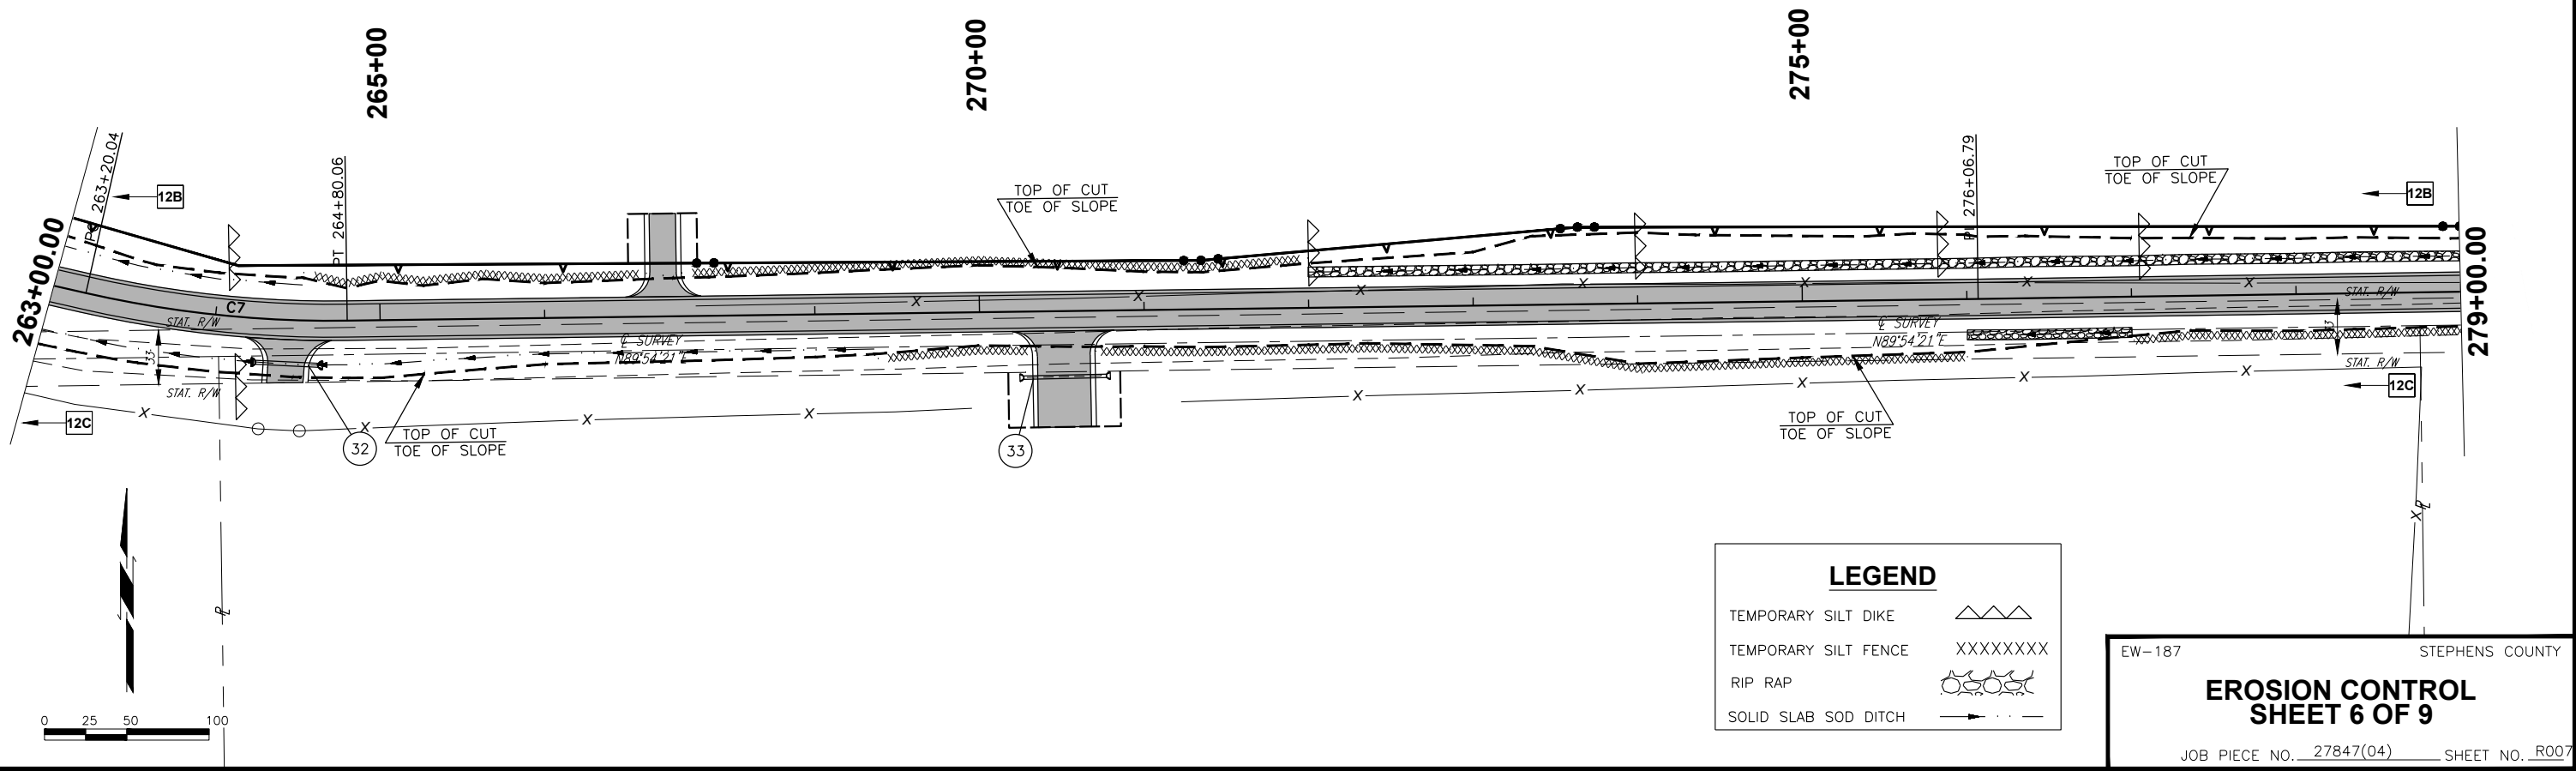 265+00
270+00
275+00
PC 263+20.04
12B
PT 264+80.06
TOP OF CUT
TOE OF SLOPE
PI 276+06.79
TOP OF CUT
TOE OF SLOPE
12B
263+00.00
279+00.00
C7
STAT. R/W
33'
STAT. R/W
℄ SURVEY
N89°54'21"E
℄ SURVEY
N89°54'21"E
STAT. R/W
33'
STAT. R/W
12C
12C
32
TOP OF CUT
TOE OF SLOPE
33
TOP OF CUT
TOE OF SLOPE
℄
℄
0 25 50 100
LEGEND
TEMPORARY SILT DIKE
TEMPORARY SILT FENCE XXXXXXXX
RIP RAP
SOLID SLAB SOD DITCH
EW-187 STEPHENS COUNTY
EROSION CONTROL
SHEET 6 OF 9
JOB PIECE NO. 27847(04) SHEET NO. R007